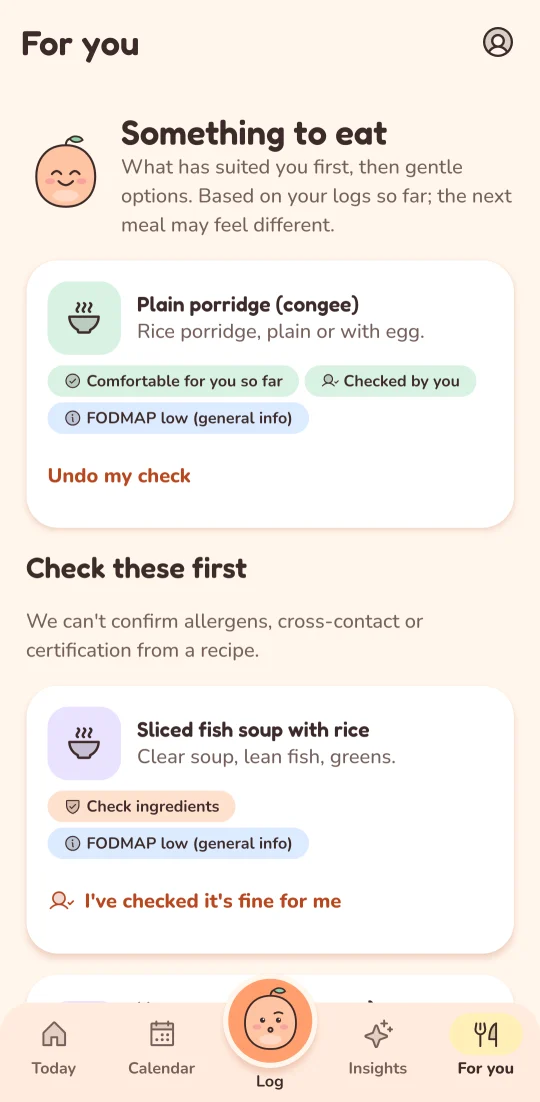 For you
Something to eat
What has suited you first, then gentle
options. Based on your logs so far; the next
meal may feel different.
Plain porridge (congee)
Rice porridge, plain or with egg.
Comfortable for you so far
Checked by you
FODMAP low (general info)
Undo my check
Check these first
We can't confirm allergens, cross-contact or
certification from a recipe.
Sliced fish soup with rice
Clear soup, lean fish, greens.
Check ingredients
FODMAP low (general info)
I've checked it's fine for me
Today
Calendar
Log
Insights
For you